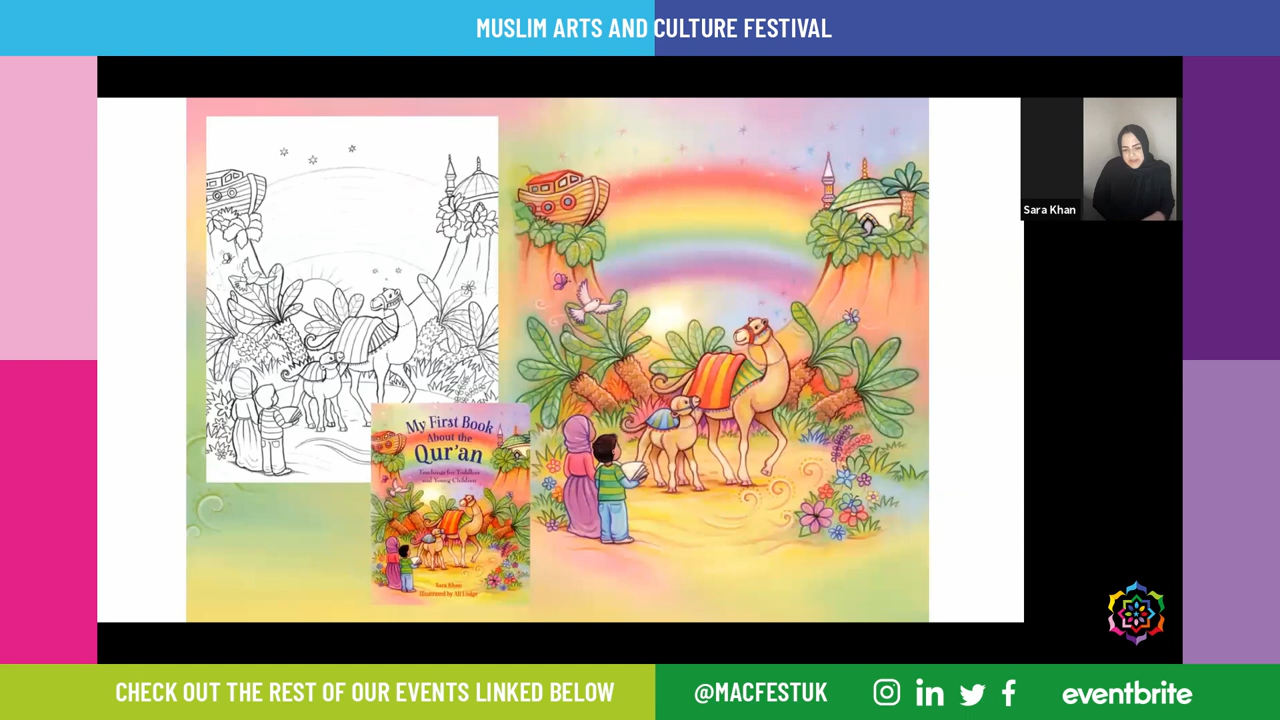 MUSLIM ARTS AND CULTURE FESTIVAL
Sara Khan
My First Book
About the
Qur'an
Teachings for Toddlers
and Young Children
Sara Khan
Illustrated by Ali Lodge
CHECK OUT THE REST OF OUR EVENTS LINKED BELOW
@MACFESTUK
eventbrite